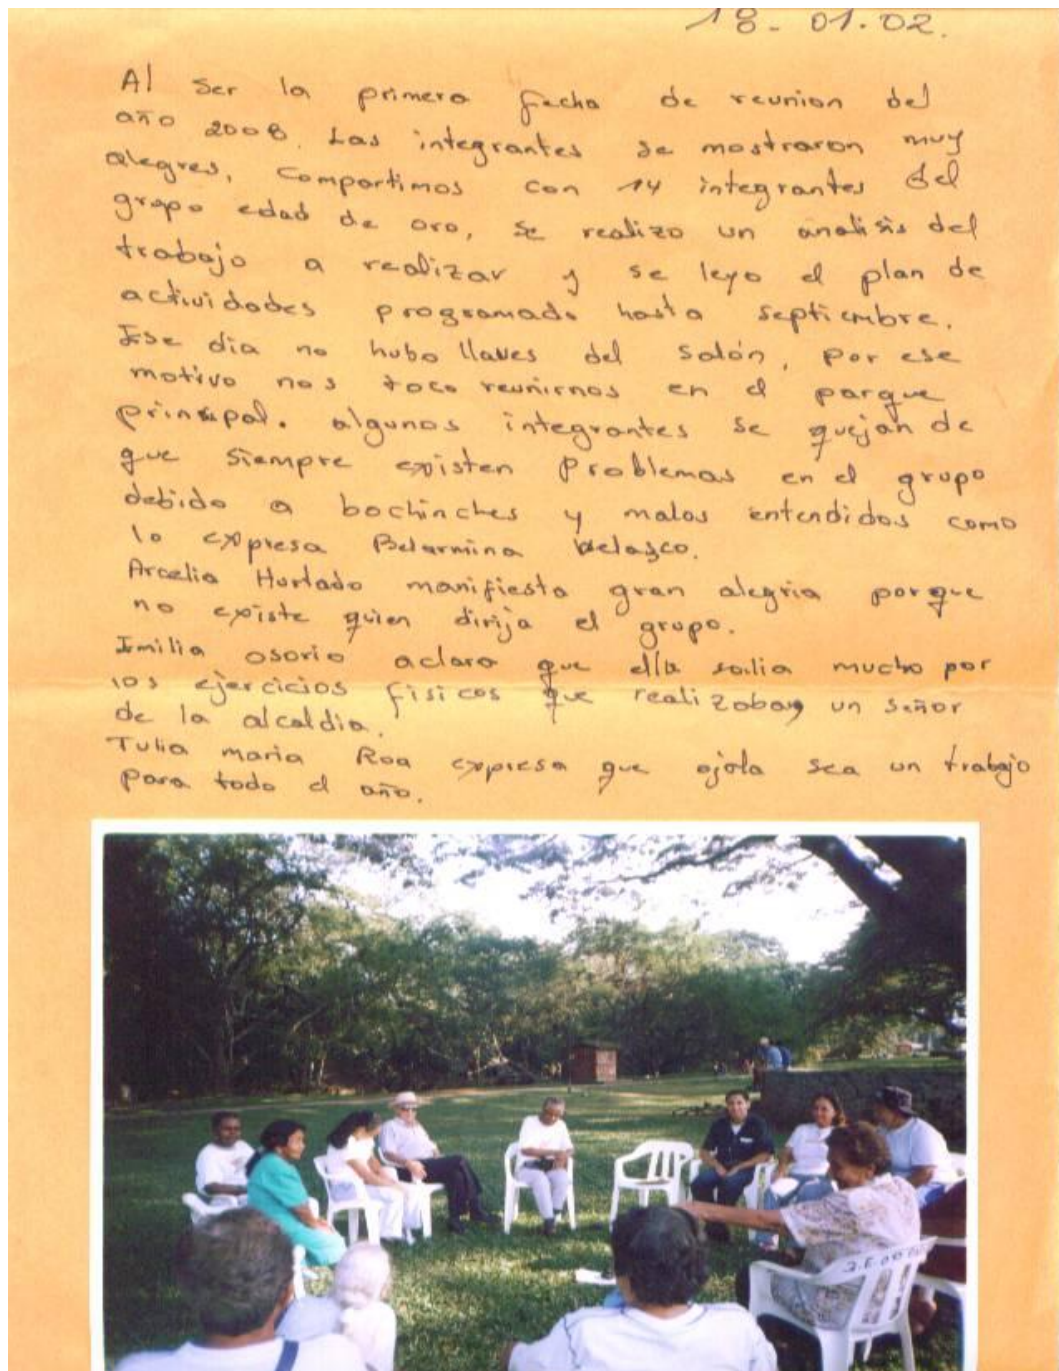 18-01-02.
Al ser la primera fecha de reunion del
año 2008. Las integrantes se mostraron muy
alegres, compartimos con 14 integrantes del
grupo edad de oro, se realizo un analisis del
trabajo a realizar y se leyo el plan de
actividades programado hasta septiembre.
Ese dia no hubo llaves del salón, por ese
motivo nos toco reunirnos en el parque
principal. algunos integrantes se quejan de
que siempre existen problemas en el grupo
debido a bochinches y malos entendidos como
lo expresa Belarmina Velasco.
Arcelia Hurtado manifiesta gran alegria porque
no existe quien dirija el grupo.
Emilia osorio aclara que ella salia mucho por
los ejercicios fisicos que realizaba un señor
de la alcaldia.
Tulia maria Roa expresa que ojala sea un trabajo
para todo el año.